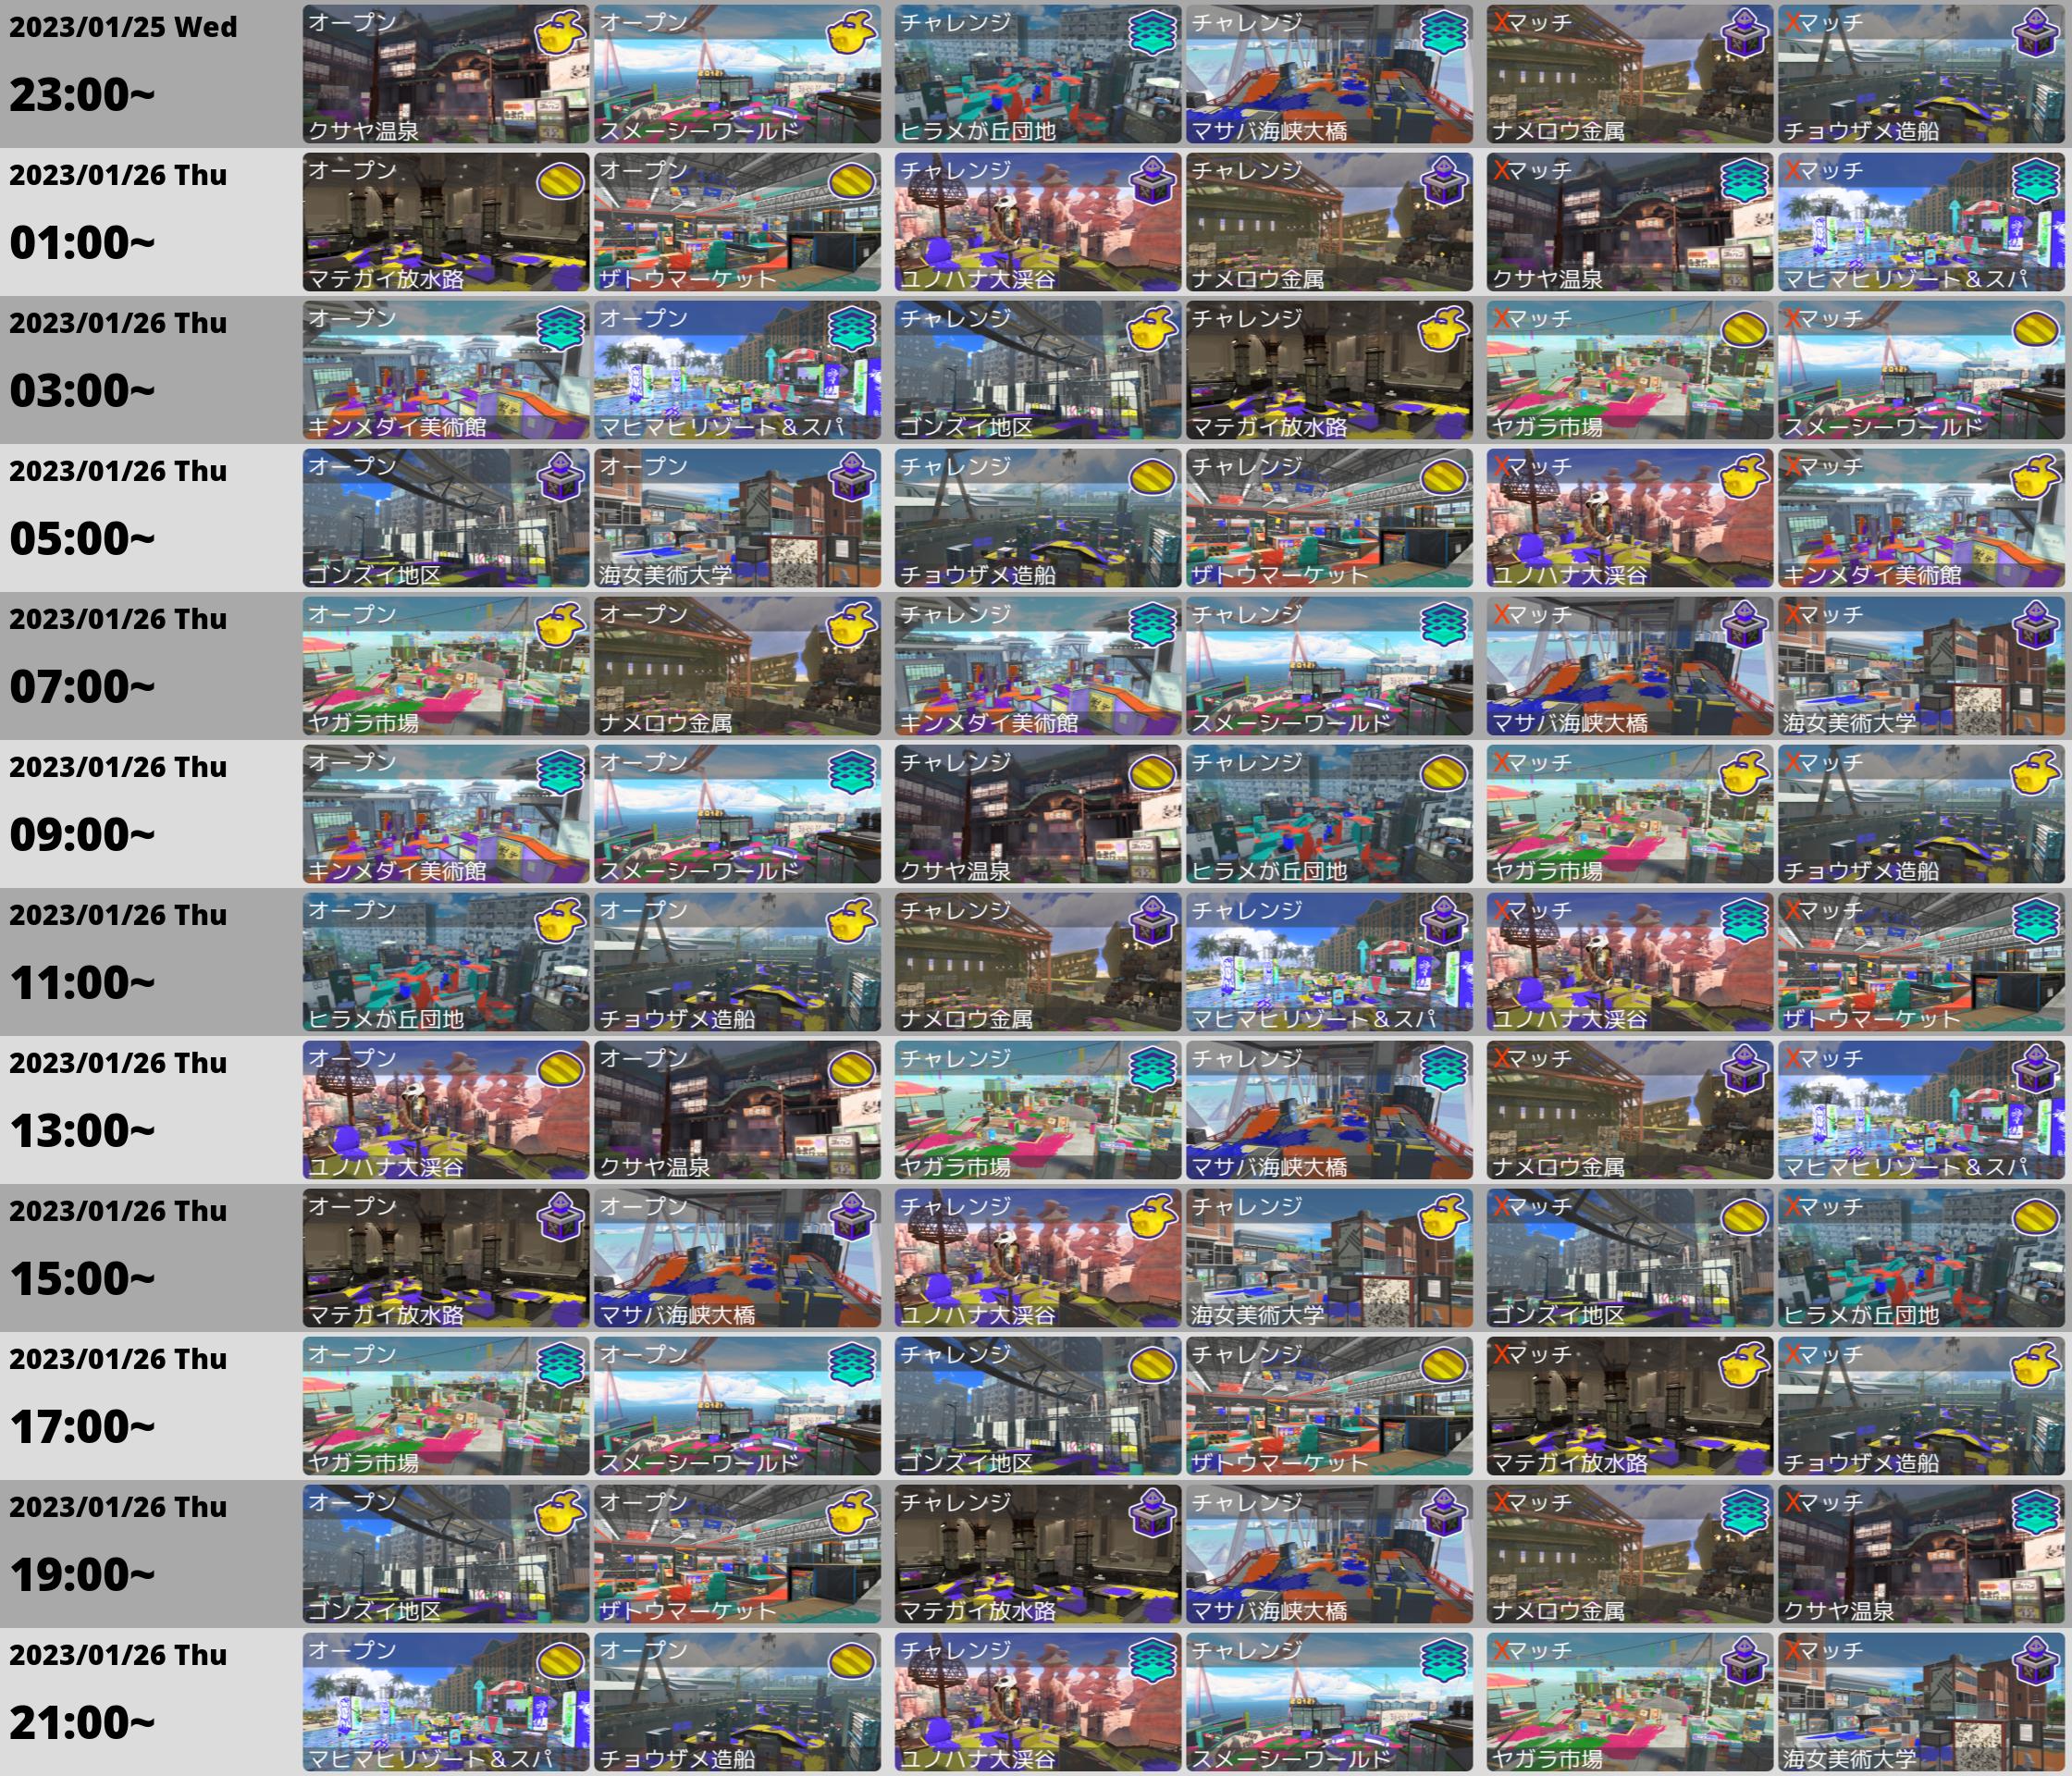 2023/01/25 Wed
23:00~
オープン オープン チャレンジ チャレンジ Xマッチ Xマッチ
クサヤ温泉 スメーシーワールド ヒラメが丘団地 マサバ海峡大橋 ナメロウ金属 チョウザメ造船
2023/01/26 Thu
01:00~
オープン オープン チャレンジ チャレンジ Xマッチ Xマッチ
マテガイ放水路 ザトウマーケット ユノハナ大渓谷 ナメロウ金属 クサヤ温泉 マヒマヒリゾート＆スパ
2023/01/26 Thu
03:00~
オープン オープン チャレンジ チャレンジ Xマッチ Xマッチ
キンメダイ美術館 マヒマヒリゾート＆スパ ゴンズイ地区 マテガイ放水路 ヤガラ市場 スメーシーワールド
2023/01/26 Thu
05:00~
オープン オープン チャレンジ チャレンジ Xマッチ Xマッチ
ゴンズイ地区 海女美術大学 チョウザメ造船 ザトウマーケット ユノハナ大渓谷 キンメダイ美術館
2023/01/26 Thu
07:00~
オープン オープン チャレンジ チャレンジ Xマッチ Xマッチ
ヤガラ市場 ナメロウ金属 キンメダイ美術館 スメーシーワールド マサバ海峡大橋 海女美術大学
2023/01/26 Thu
09:00~
オープン オープン チャレンジ チャレンジ Xマッチ Xマッチ
キンメダイ美術館 スメーシーワールド クサヤ温泉 ヒラメが丘団地 ヤガラ市場 チョウザメ造船
2023/01/26 Thu
11:00~
オープン オープン チャレンジ チャレンジ Xマッチ Xマッチ
ヒラメが丘団地 チョウザメ造船 ナメロウ金属 マヒマヒリゾート＆スパ ユノハナ大渓谷 ザトウマーケット
2023/01/26 Thu
13:00~
オープン オープン チャレンジ チャレンジ Xマッチ Xマッチ
ユノハナ大渓谷 クサヤ温泉 ヤガラ市場 マサバ海峡大橋 ナメロウ金属 マヒマヒリゾート＆スパ
2023/01/26 Thu
15:00~
オープン オープン チャレンジ チャレンジ Xマッチ Xマッチ
マテガイ放水路 マサバ海峡大橋 ユノハナ大渓谷 海女美術大学 ゴンズイ地区 ヒラメが丘団地
2023/01/26 Thu
17:00~
オープン オープン チャレンジ チャレンジ Xマッチ Xマッチ
ヤガラ市場 スメーシーワールド ゴンズイ地区 ザトウマーケット マテガイ放水路 チョウザメ造船
2023/01/26 Thu
19:00~
オープン オープン チャレンジ チャレンジ Xマッチ Xマッチ
ゴンズイ地区 ザトウマーケット マテガイ放水路 マサバ海峡大橋 ナメロウ金属 クサヤ温泉
2023/01/26 Thu
21:00~
オープン オープン チャレンジ チャレンジ Xマッチ Xマッチ
マヒマヒリゾート＆スパ チョウザメ造船 ユノハナ大渓谷 スメーシーワールド ヤガラ市場 海女美術大学